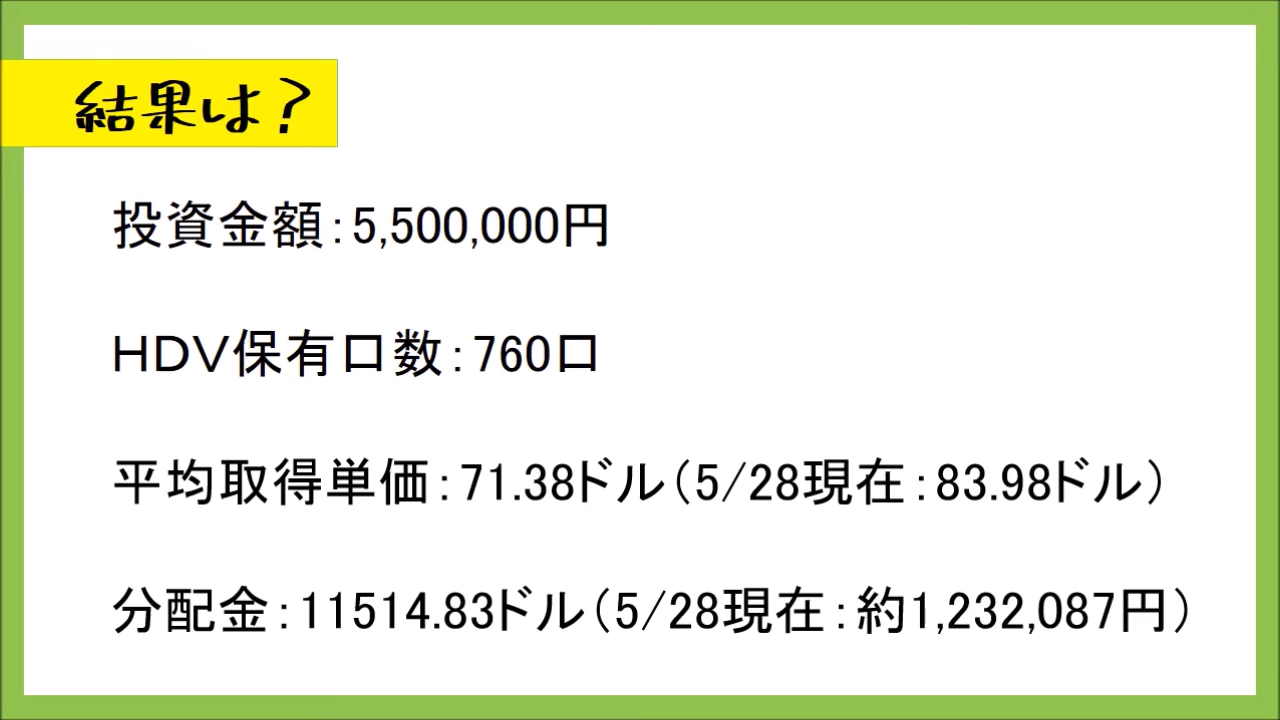 結果は？
投資金額：5,500,000円
ＨＤＶ保有口数：760口
平均取得単価：71.38ドル（5/28現在：83.98ドル）
分配金：11514.83ドル（5/28現在：約1,232,087円）